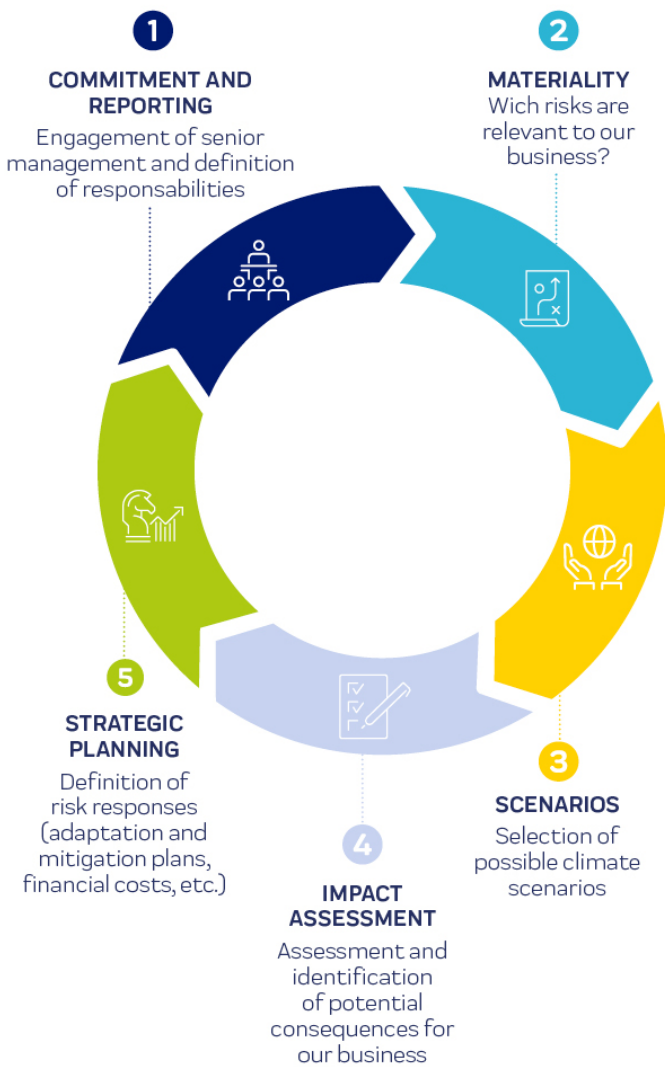 1
COMMITMENT AND
REPORTING
Engagement of senior
management and definition
of responsabilities
2
MATERIALITY
Wich risks are
relevant to our
business?
3
SCENARIOS
Selection of
possible climate
scenarios
4
IMPACT
ASSESSMENT
Assessment and
identification
of potential
consequences for
our business
5
STRATEGIC
PLANNING
Definition of
risk responses
(adaptation and
mitigation plans,
financial costs, etc.)